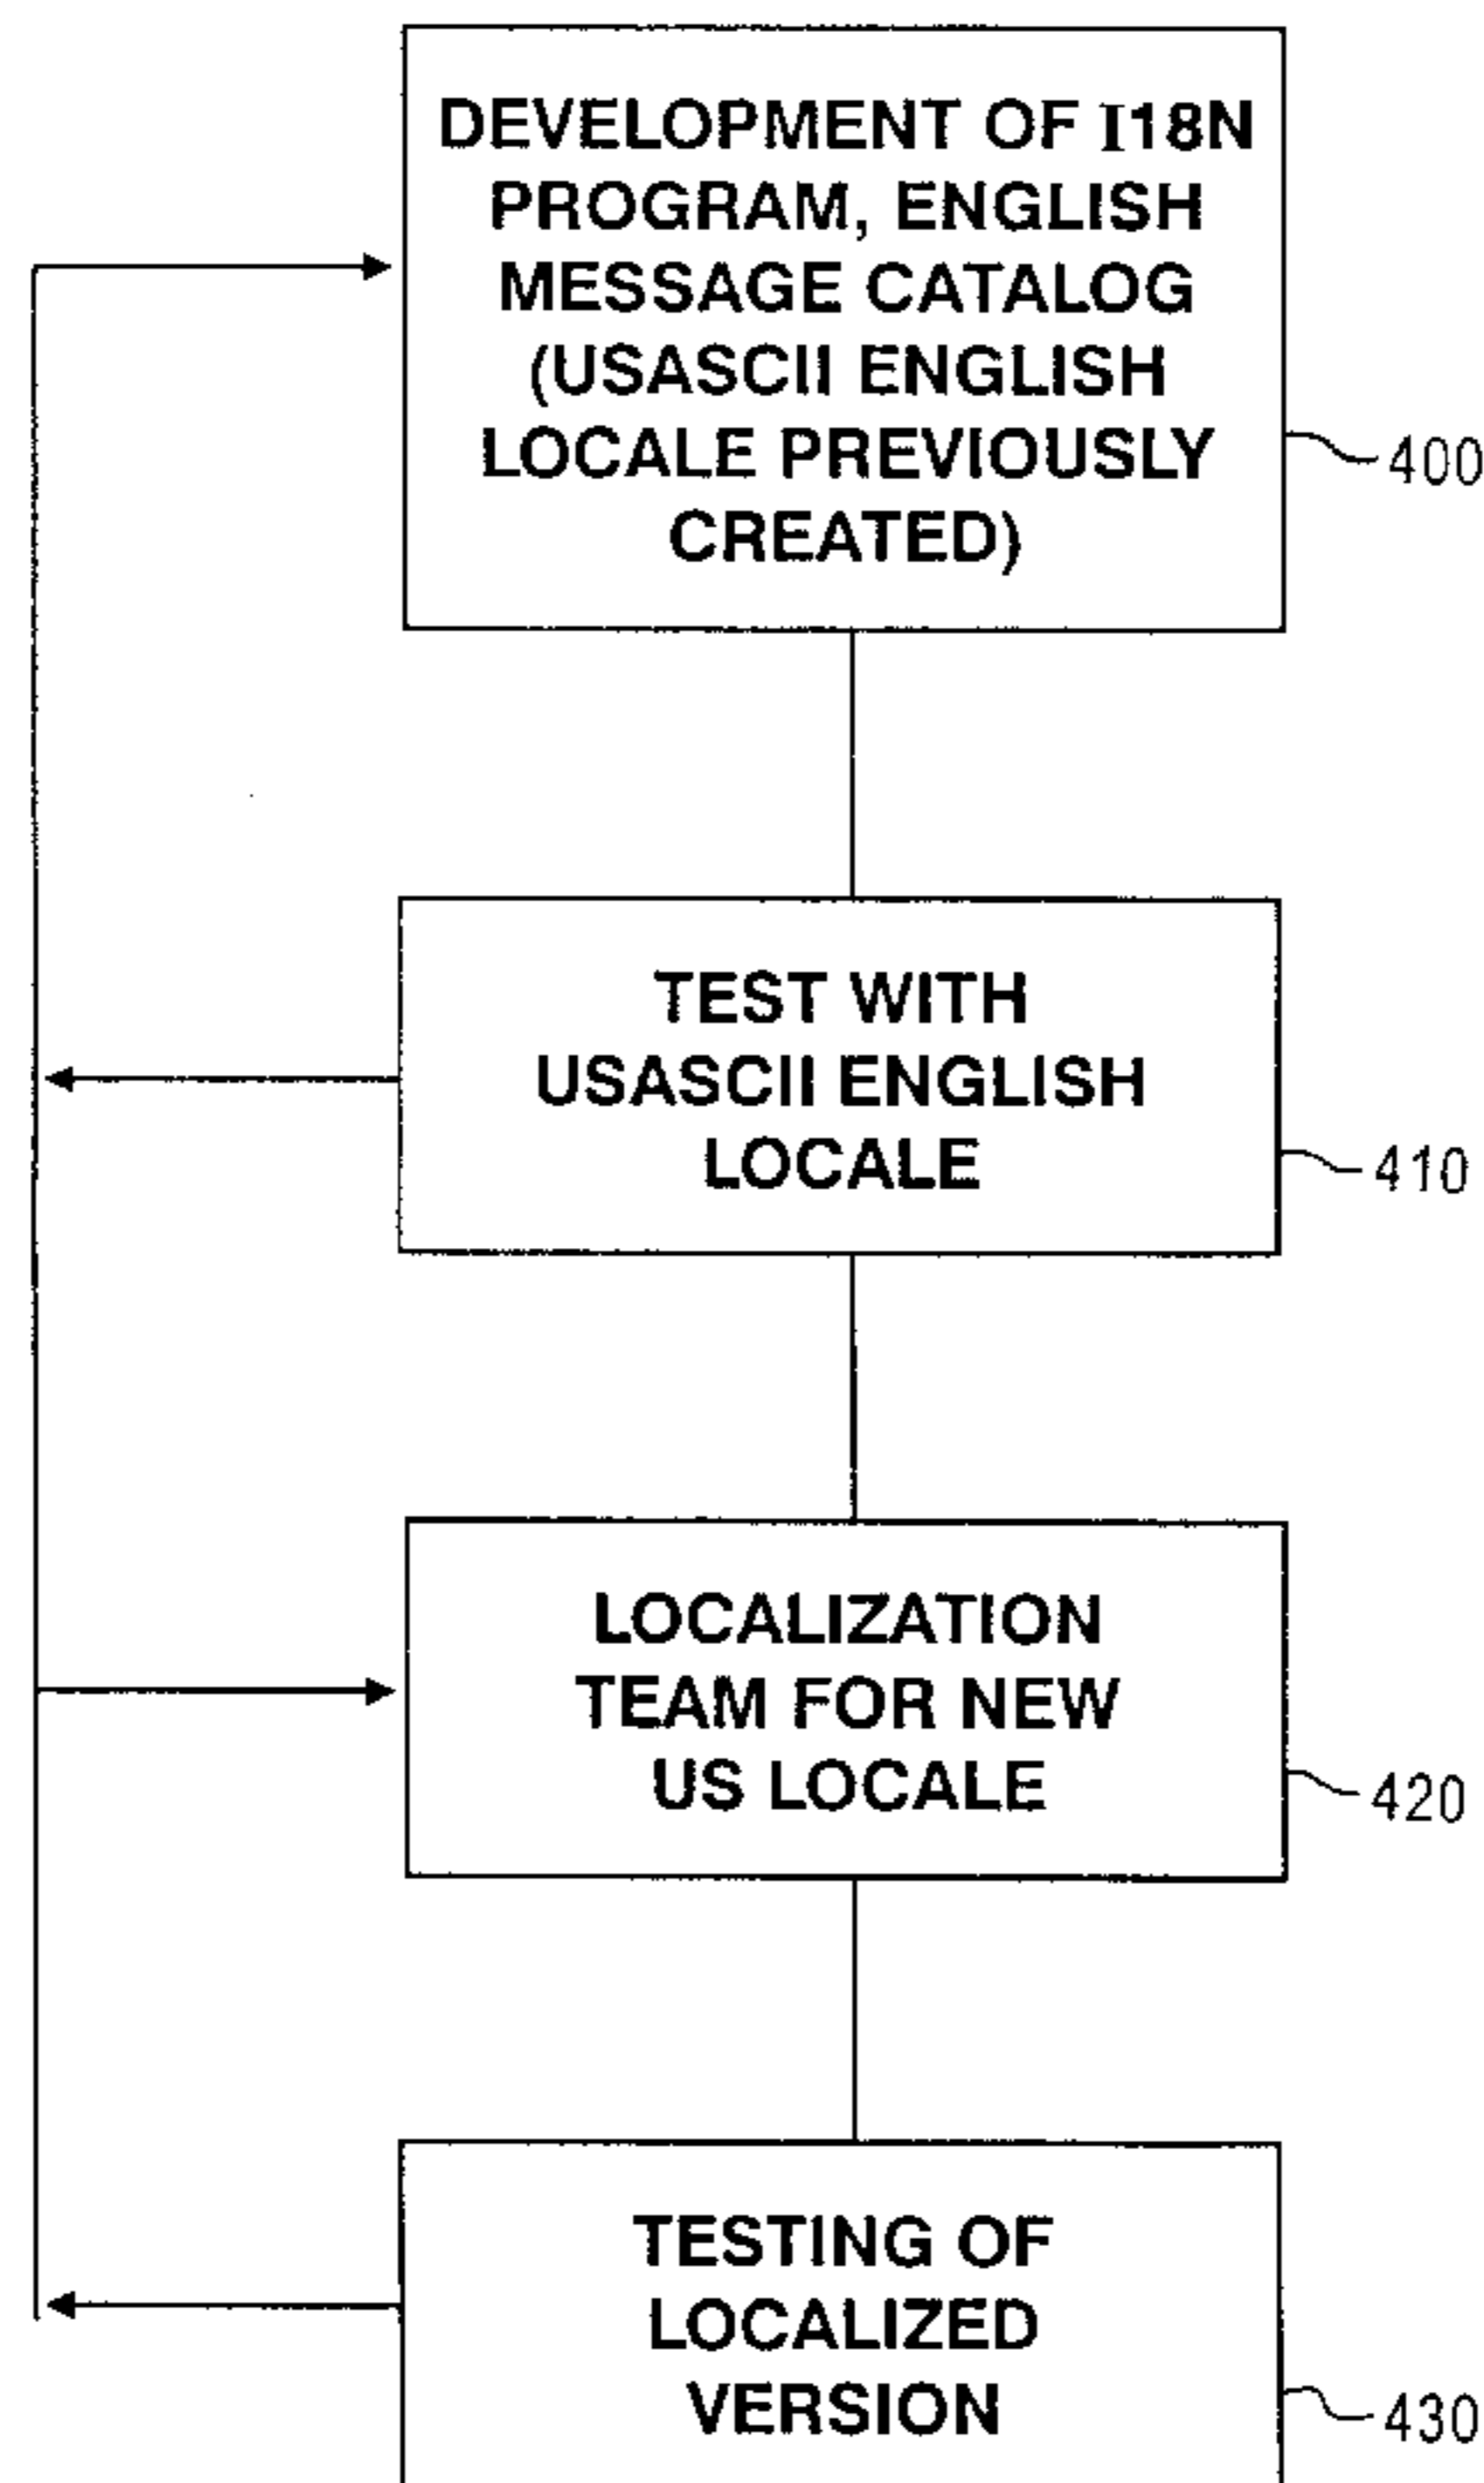 DEVELOPMENT OF I18N
PROGRAM, ENGLISH
MESSAGE CATALOG
(USASCII ENGLISH
LOCALE PREVIOUSLY
CREATED)
400
TEST WITH
USASCII ENGLISH
LOCALE
410
LOCALIZATION
TEAM FOR NEW
US LOCALE
420
TESTING OF
LOCALIZED
VERSION
430